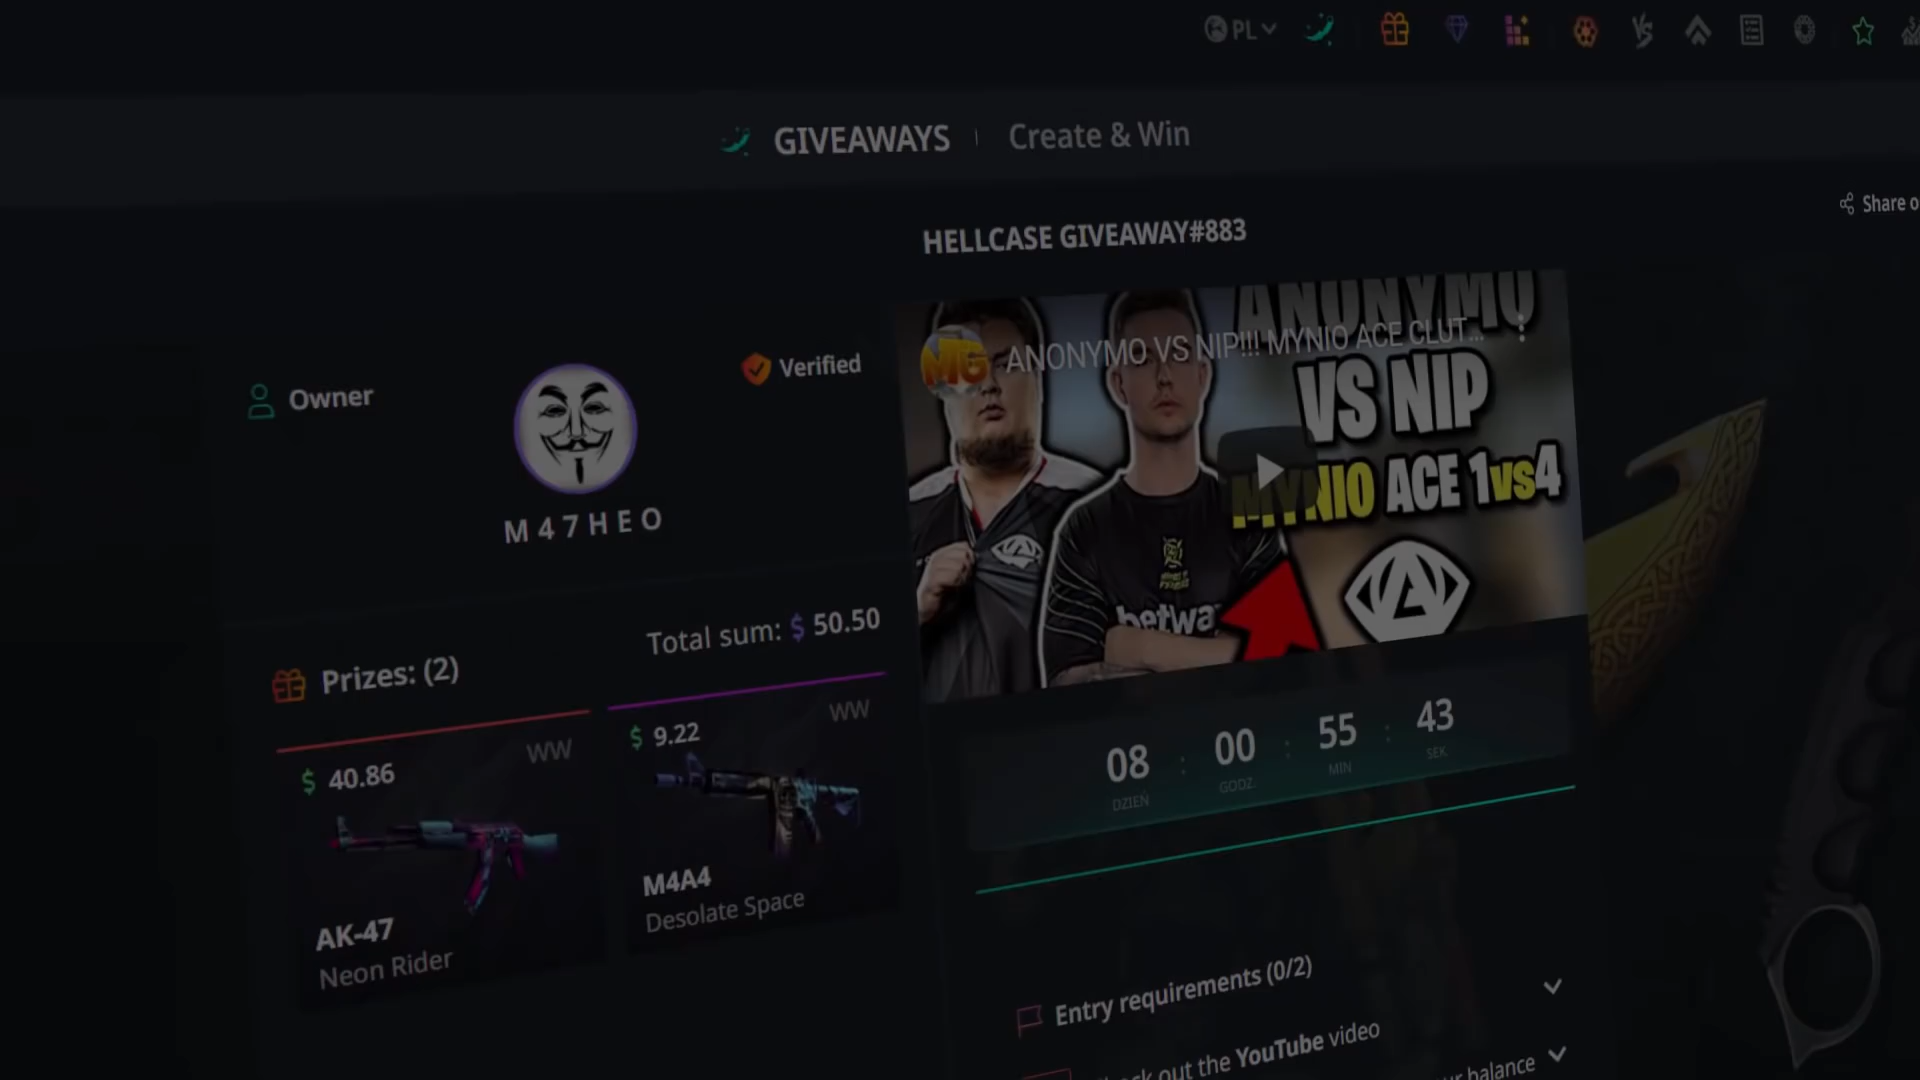 PL
GIVEAWAYS
Create & Win
Share
HELLCASE GIVEAWAY#883
Owner
Verified
M47HEO
MG
ANONYMO VS NIP!!! MYNIO ACE CLUT...
ANONYMO
VS NIP
MYNIO ACE 1vs4
betwa
Prizes: (2)
Total sum: $ 50.50
$ 40.86
WW
AK-47
Neon Rider
$ 9.22
WW
M4A4
Desolate Space
08 : 00 : 55 : 43
DZIEŃ GODZ. MIN SEK.
Entry requirements (0/2)
out the YouTube video
balance